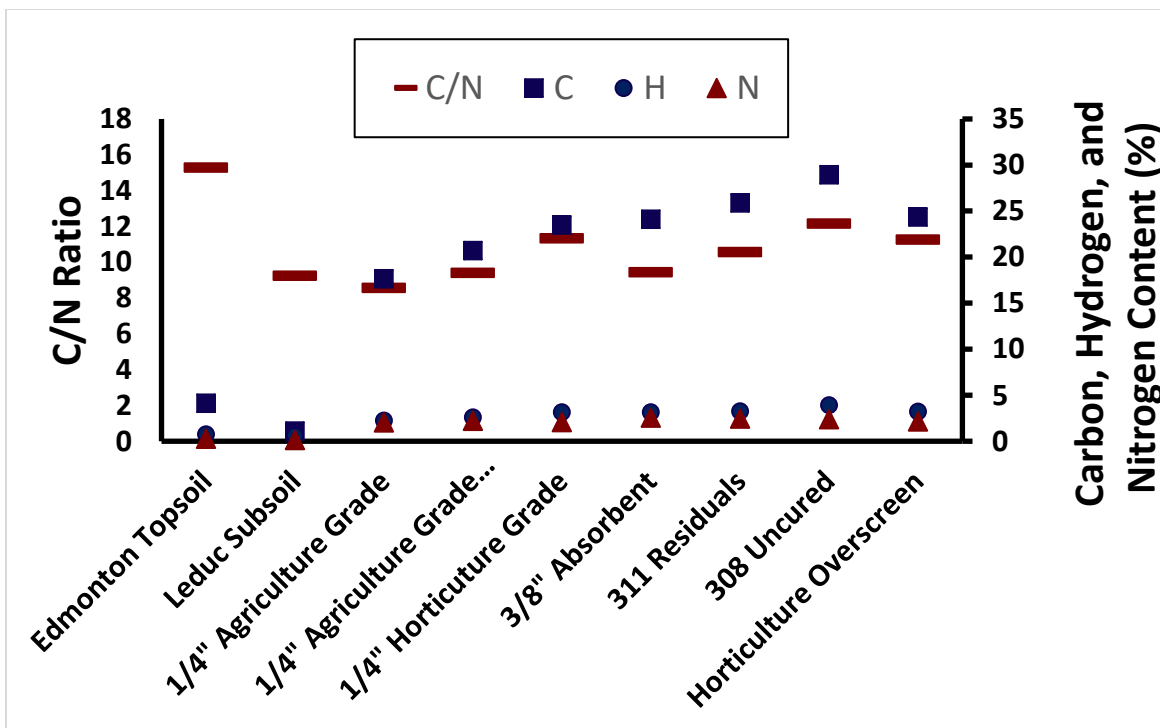 C/N C H N
18
16
14
12
10
8
6
4
2
0
C/N Ratio
35
30
25
20
15
10
5
0
Carbon, Hydrogen, and
Nitrogen Content (%)
Edmonton Topsoil
Leduc Subsoil
1/4" Agriculture Grade
1/4" Agriculture Grade...
1/4" Horticuture Grade
3/8" Absorbent
311 Residuals
308 Uncured
Horticulture Overscreen